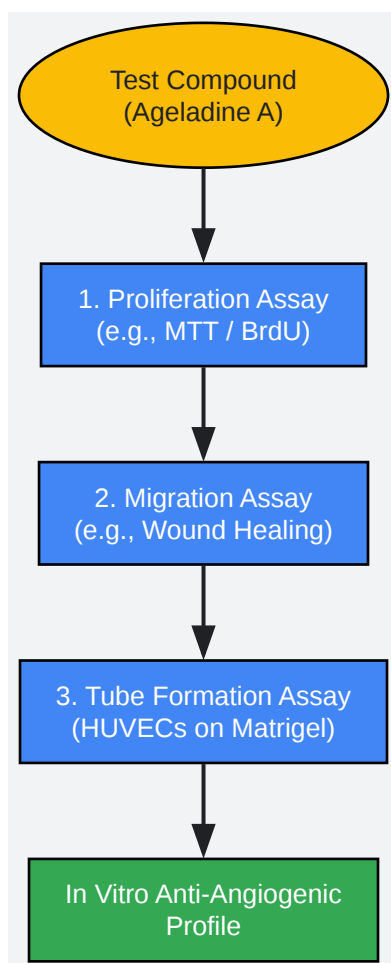 Test Compound
(Ageladine A)
1. Proliferation Assay
(e.g., MTT / BrdU)
2. Migration Assay
(e.g., Wound Healing)
3. Tube Formation Assay
(HUVECs on Matrigel)
In Vitro Anti-Angiogenic
Profile